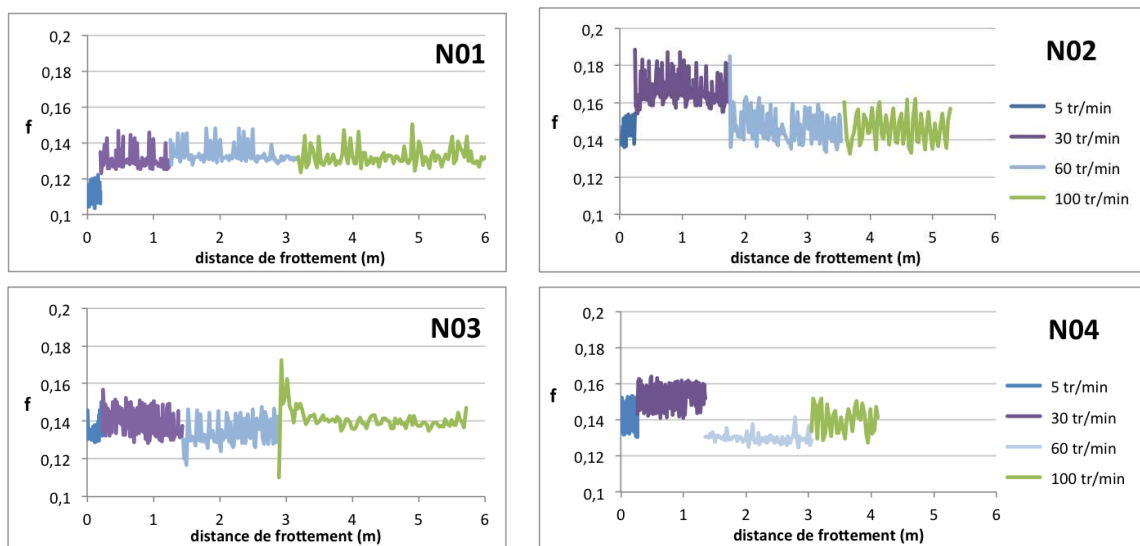 N01
f
0,2
0,18
0,16
0,14
0,12
0,1
0 1 2 3 4 5 6
distance de frottement (m)
N02
f
0,2
0,18
0,16
0,14
0,12
0,1
0 1 2 3 4 5 6
distance de frottement (m)
5 tr/min
30 tr/min
60 tr/min
100 tr/min
N03
f
0,2
0,18
0,16
0,14
0,12
0,1
0 1 2 3 4 5 6
distance de frottement (m)
N04
f
0,2
0,18
0,16
0,14
0,12
0,1
0 1 2 3 4 5 6
distance de frottement (m)
5 tr/min
30 tr/min
60 tr/min
100 tr/min